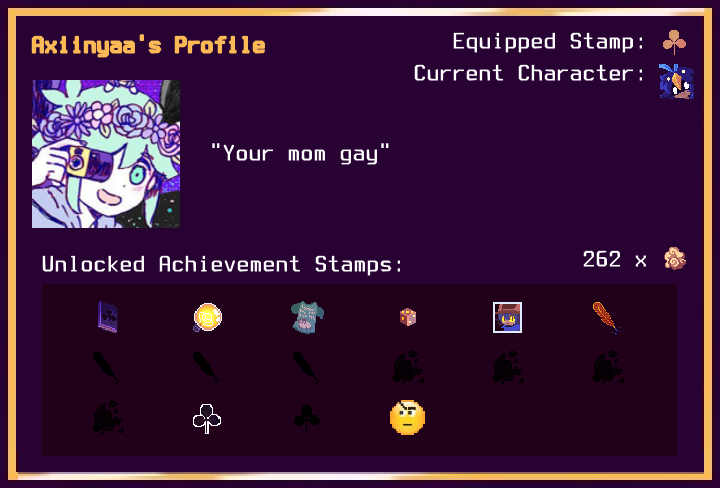 Axiinyaa's Profile
Equipped Stamp:
Current Character:
"Your mom gay"
Unlocked Achievement Stamps:
262 x